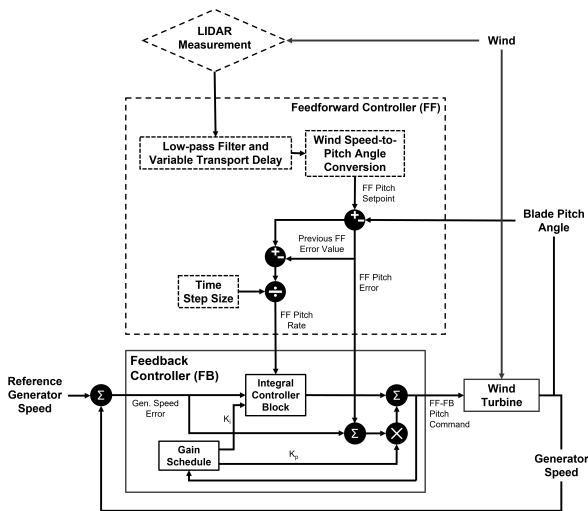 LIDAR
Measurement
Wind
Feedforward Controller (FF)
Low-pass Filter and
Variable Transport Delay
Wind Speed-to-
Pitch Angle
Conversion
FF Pitch
Setpoint
+
-
Blade Pitch
Angle
Previous FF
Error Value
+
-
Time
Step Size
÷
FF Pitch
Error
FF Pitch
Rate
Feedback
Controller (FB)
Reference
Generator
Speed
Σ
Gen. Speed
Error
Integral
Controller
Block
Σ
FF-FB
Pitch
Command
Wind
Turbine
Ki
Σ
×
Gain
Schedule
Kp
Generator
Speed